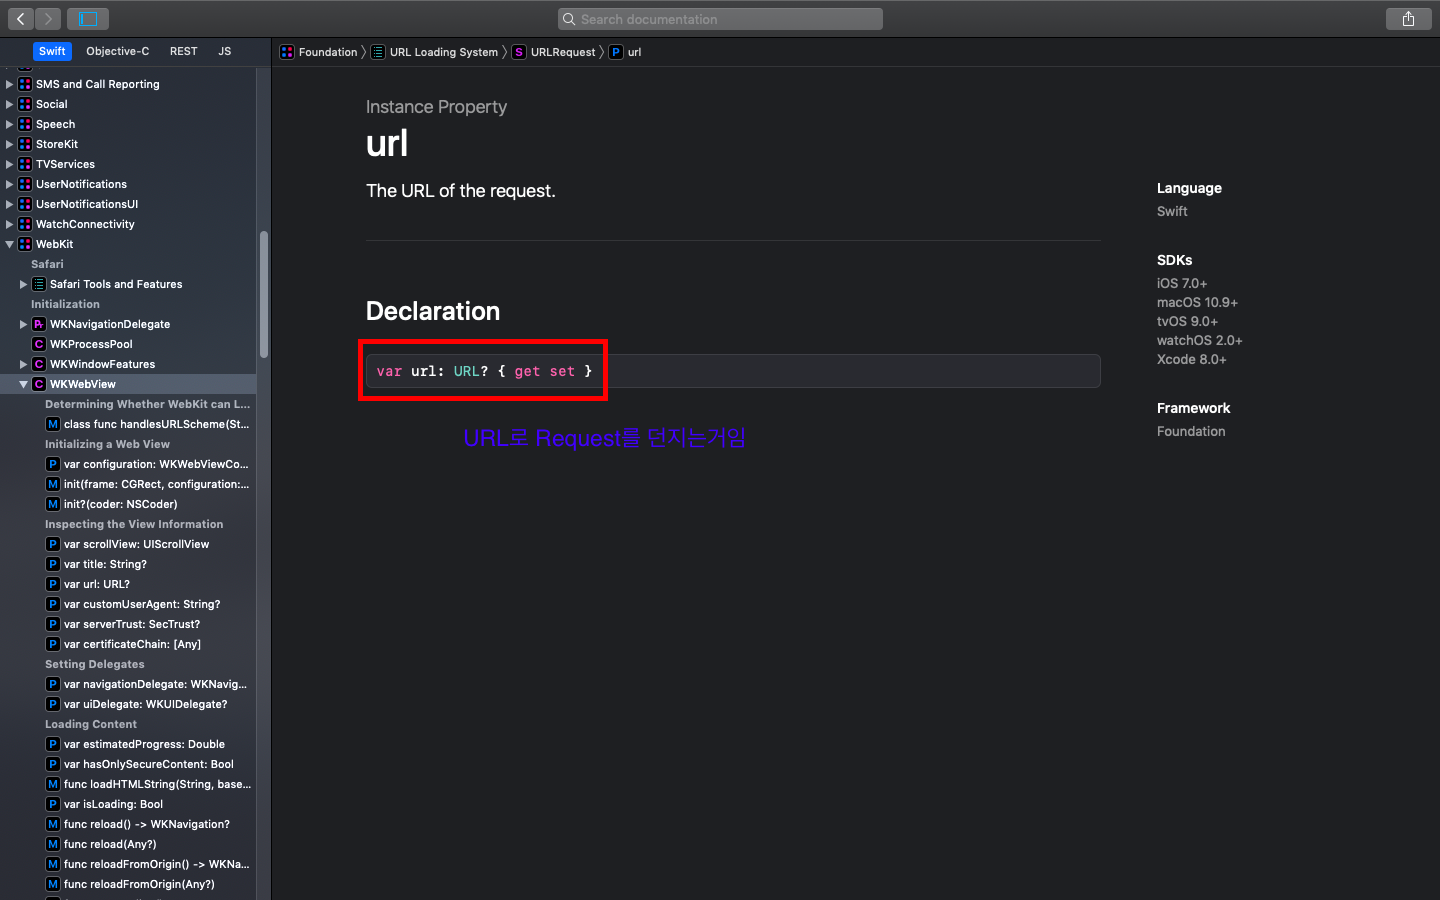 Search documentation
Swift Objective-C REST JS
Foundation URL Loading System S URLRequest P url
SMS and Call Reporting
Social
Speech
StoreKit
TVServices
UserNotifications
UserNotificationsUI
WatchConnectivity
WebKit
Safari
Safari Tools and Features
Initialization
Pr WKNavigationDelegate
C WKProcessPool
C WKWindowFeatures
C WKWebView
Determining Whether WebKit can L...
M class func handlesURLScheme(St...
Initializing a Web View
P var configuration: WKWebViewCo...
M init(frame: CGRect, configuration:...
M init?(coder: NSCoder)
Inspecting the View Information
P var scrollView: UIScrollView
P var title: String?
P var url: URL?
P var customUserAgent: String?
P var serverTrust: SecTrust?
P var certificateChain: [Any]
Setting Delegates
P var navigationDelegate: WKNavig...
P var uiDelegate: WKUIDelegate?
Loading Content
P var estimatedProgress: Double
P var hasOnlySecureContent: Bool
M func loadHTMLString(String, base...
P var isLoading: Bool
M func reload() -> WKNavigation?
M func reload(Any?)
M func reloadFromOrigin() -> WKNa...
M func reloadFromOrigin(Any?)
Instance Property
url
The URL of the request.
Declaration
var url: URL? { get set }
URL로 Request를 던지는거임
Language
Swift
SDKs
iOS 7.0+
macOS 10.9+
tvOS 9.0+
watchOS 2.0+
Xcode 8.0+
Framework
Foundation